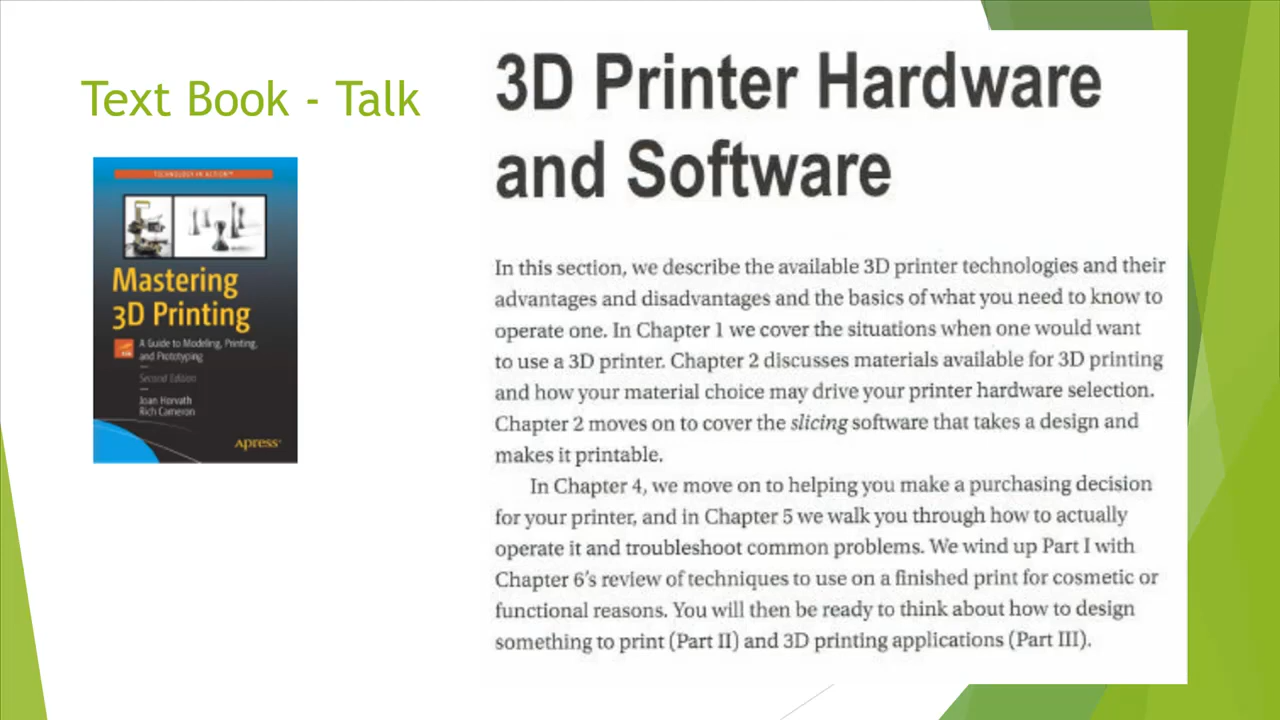 Text Book - Talk
TECHNOLOGY IN ACTION™
Mastering
3D Printing
A Guide to Modeling, Printing,
and Prototyping
Second Edition
Joan Horvath
Rich Cameron
Apress®
3D Printer Hardware
and Software
In this section, we describe the available 3D printer technologies and their
advantages and disadvantages and the basics of what you need to know to
operate one. In Chapter 1 we cover the situations when one would want
to use a 3D printer. Chapter 2 discusses materials available for 3D printing
and how your material choice may drive your printer hardware selection.
Chapter 2 moves on to cover the slicing software that takes a design and
makes it printable.
In Chapter 4, we move on to helping you make a purchasing decision
for your printer, and in Chapter 5 we walk you through how to actually
operate it and troubleshoot common problems. We wind up Part I with
Chapter 6's review of techniques to use on a finished print for cosmetic or
functional reasons. You will then be ready to think about how to design
something to print (Part II) and 3D printing applications (Part III).